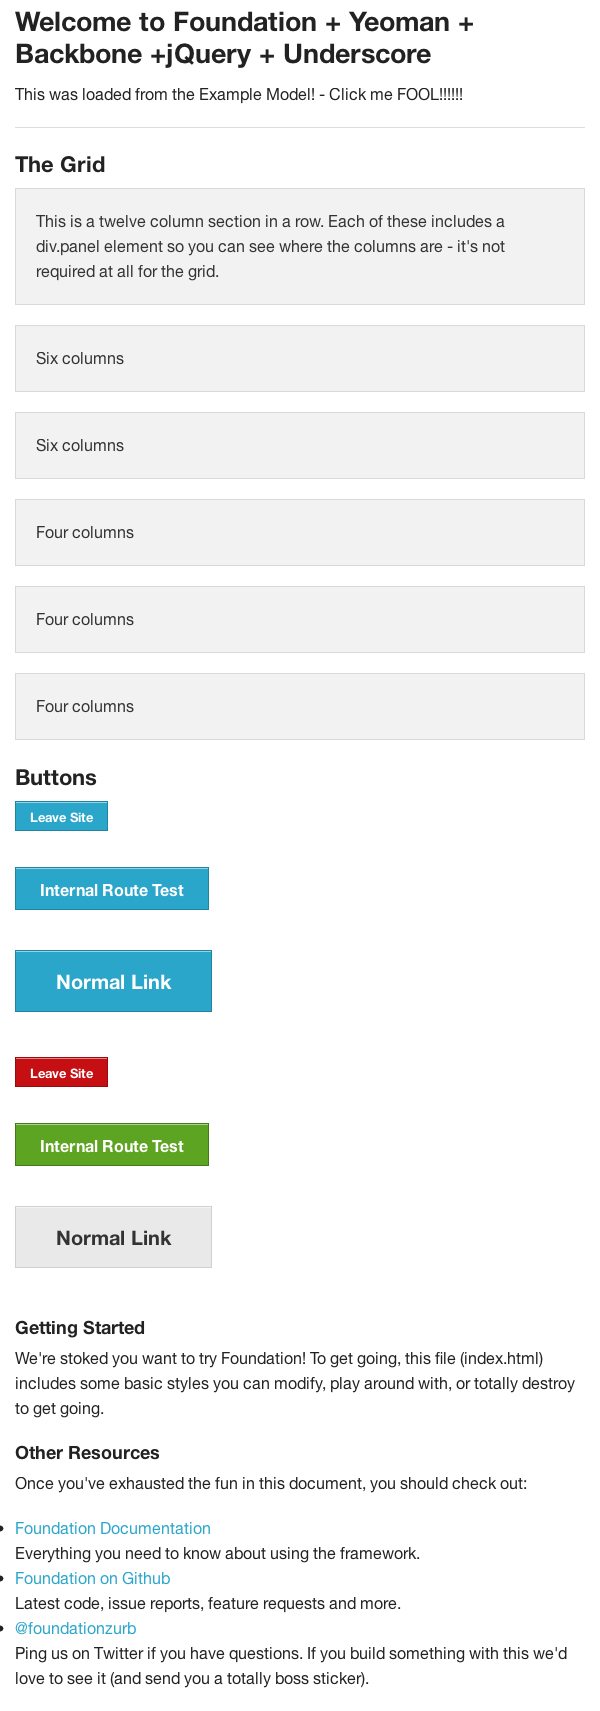 Welcome to Foundation + Yeoman +
Backbone +jQuery + Underscore
This was loaded from the Example Model! - Click me FOOL!!!!!!
The Grid
This is a twelve column section in a row. Each of these includes a
div.panel element so you can see where the columns are - it's not
required at all for the grid.
Six columns
Six columns
Four columns
Four columns
Four columns
Buttons
Leave Site
Internal Route Test
Normal Link
Leave Site
Internal Route Test
Normal Link
Getting Started
We're stoked you want to try Foundation! To get going, this file (index.html)
includes some basic styles you can modify, play around with, or totally destroy
to get going.
Other Resources
Once you've exhausted the fun in this document, you should check out:
Foundation Documentation
Everything you need to know about using the framework.
Foundation on Github
Latest code, issue reports, feature requests and more.
@foundationzurb
Ping us on Twitter if you have questions. If you build something with this we'd
love to see it (and send you a totally boss sticker).